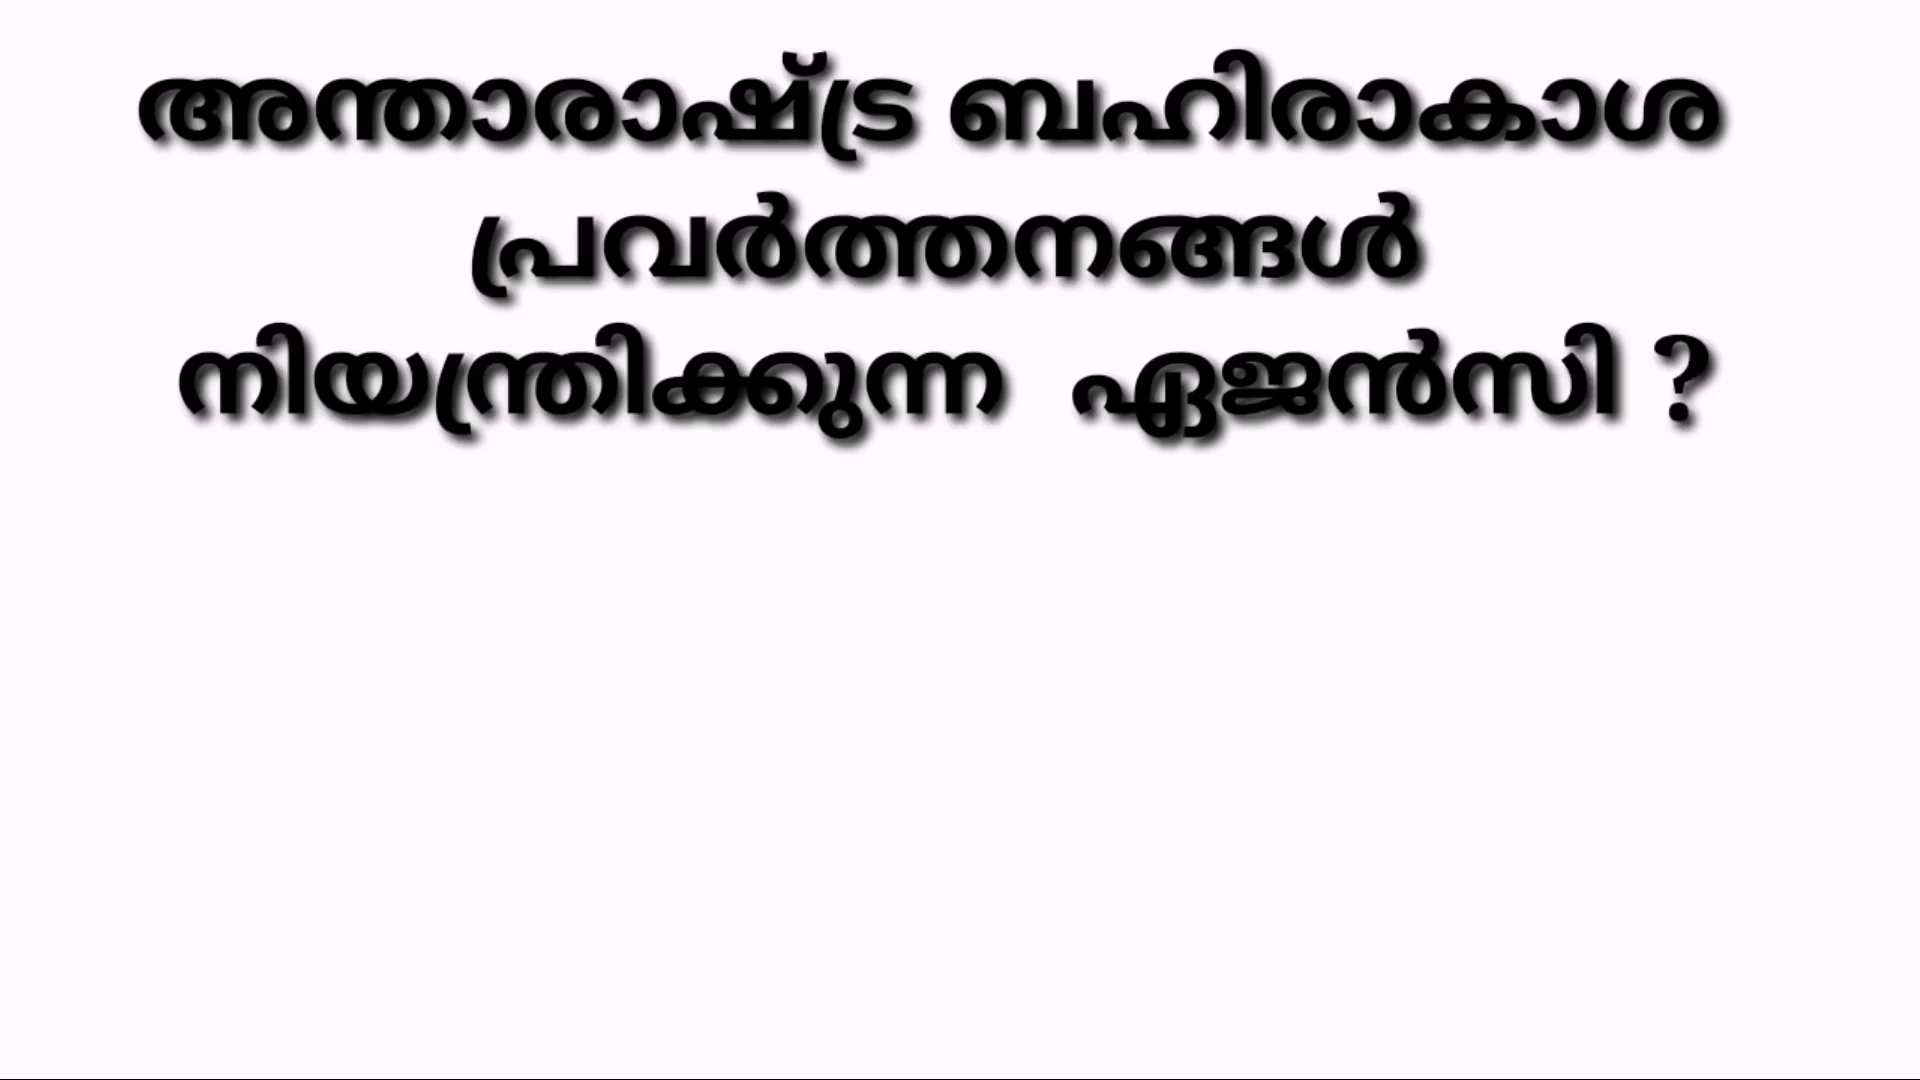 അന്താരാഷ്ട്ര ബഹിരാകാശ
പ്രവർത്തനങ്ങൾ
നിയന്ത്രിക്കുന്ന ഏജൻസി ?